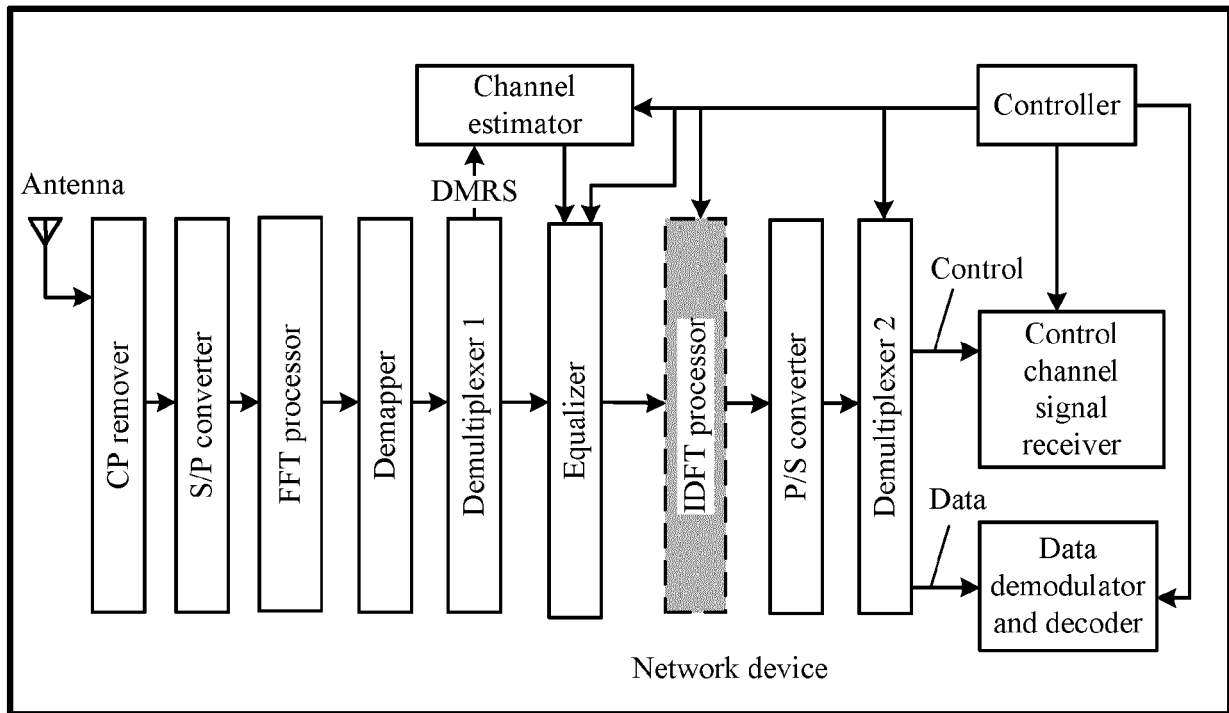 Channel
estimator
Controller
Antenna
DMRS
CP remover
S/P converter
FFT processor
Demapper
Demultiplexer 1
Equalizer
IDFT processor
P/S converter
Demultiplexer 2
Control
Control
channel
signal
receiver
Data
Data
demodulator
and decoder
Network device